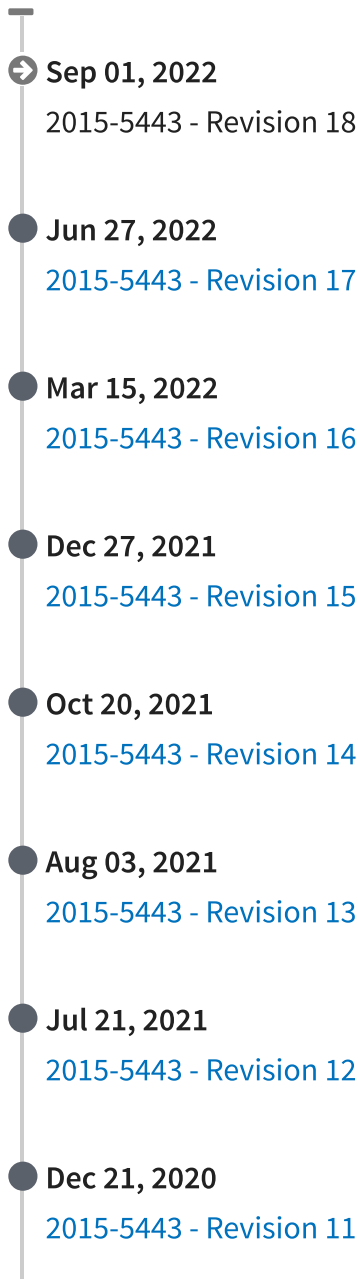 Sep 01, 2022
2015-5443 - Revision 18
Jun 27, 2022
2015-5443 - Revision 17
Mar 15, 2022
2015-5443 - Revision 16
Dec 27, 2021
2015-5443 - Revision 15
Oct 20, 2021
2015-5443 - Revision 14
Aug 03, 2021
2015-5443 - Revision 13
Jul 21, 2021
2015-5443 - Revision 12
Dec 21, 2020
2015-5443 - Revision 11